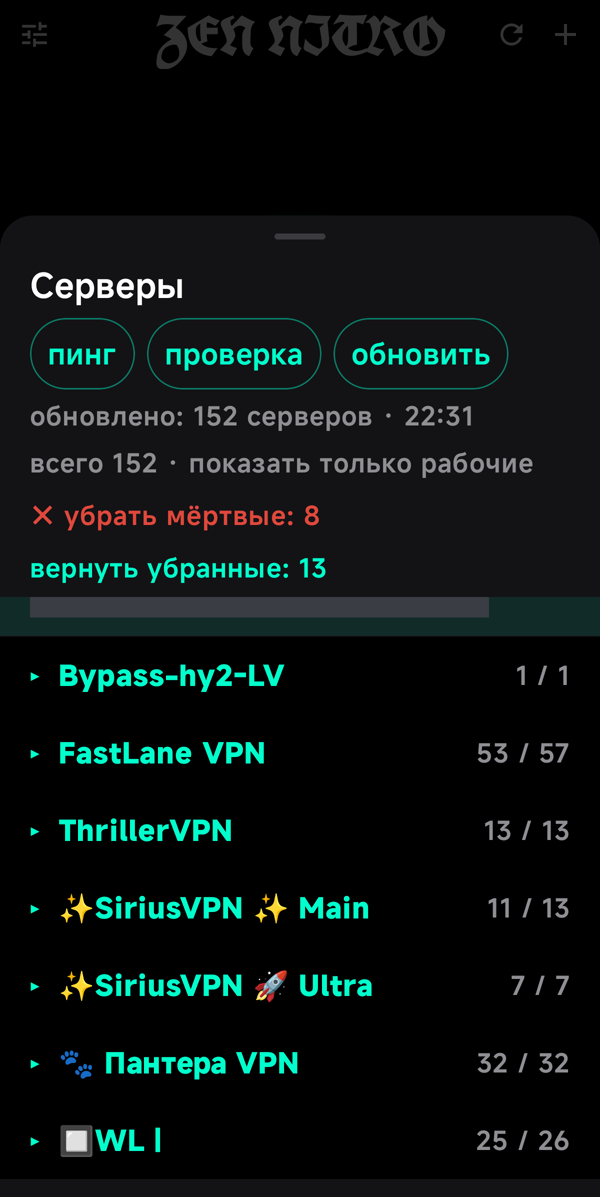 ZEN NITRO
Серверы
пинг проверка обновить
обновлено: 152 серверов · 22:31
всего 152 · показать только рабочие
✕ убрать мёртвые: 8
вернуть убранные: 13
▸ Bypass-hy2-LV 1 / 1
▸ FastLane VPN 53 / 57
▸ ThrillerVPN 13 / 13
▸ ✨SiriusVPN ✨ Main 11 / 13
▸ ✨SiriusVPN 🚀 Ultra 7 / 7
▸ 🐾 Пантера VPN 32 / 32
▸ 🔲WL | 25 / 26